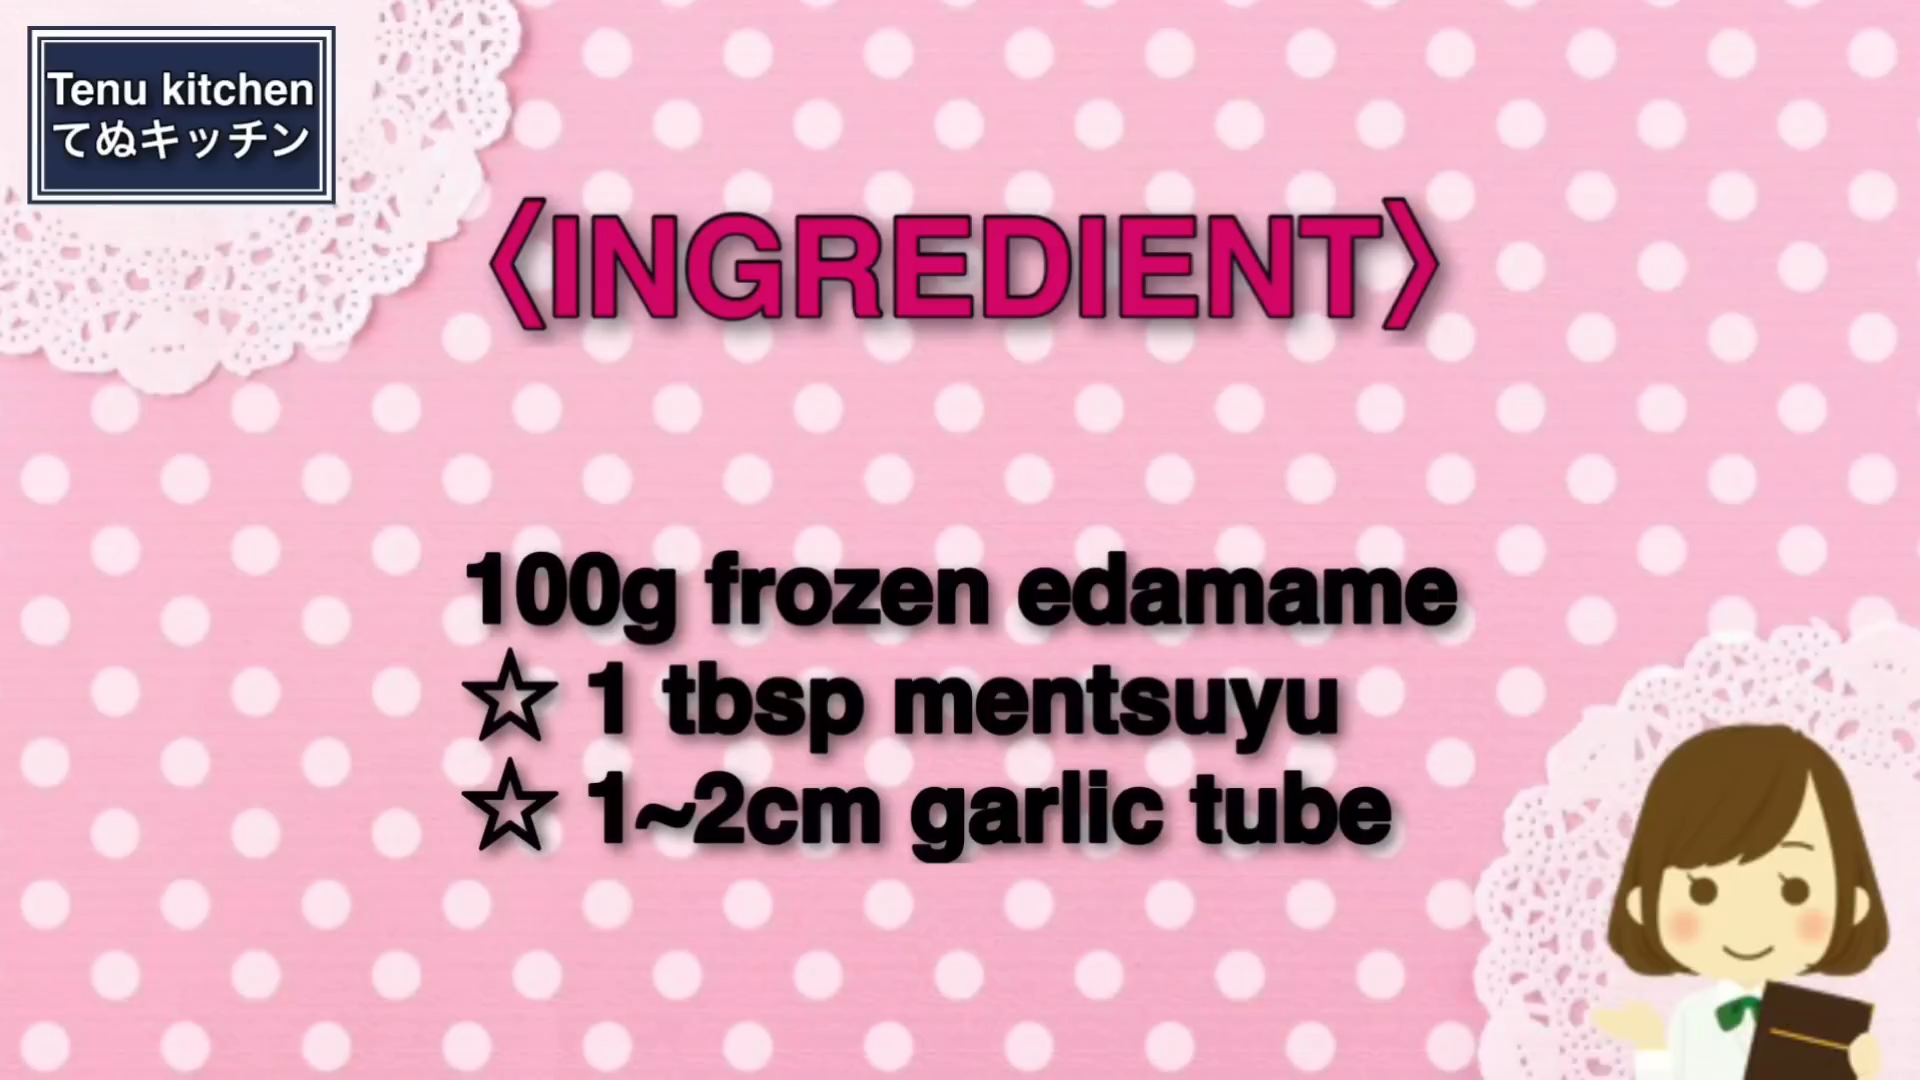 Tenu kitchen
てぬキッチン
〈INGREDIENT〉
100g frozen edamame
☆ 1 tbsp mentsuyu
☆ 1~2cm garlic tube